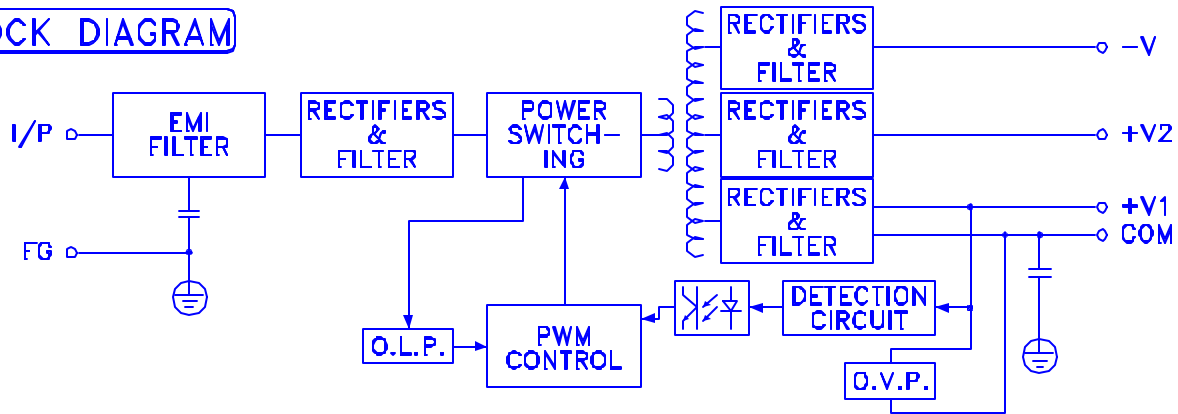 OCK DIAGRAM
RECTIFIERS
&
FILTER
-V
I/P
EMI
FILTER
RECTIFIERS
&
FILTER
POWER
SWITCH-
ING
RECTIFIERS
&
FILTER
+V2
RECTIFIERS
&
FILTER
+V1
COM
FG
DETECTION
CIRCUIT
O.L.P.
PWM
CONTROL
O.V.P.